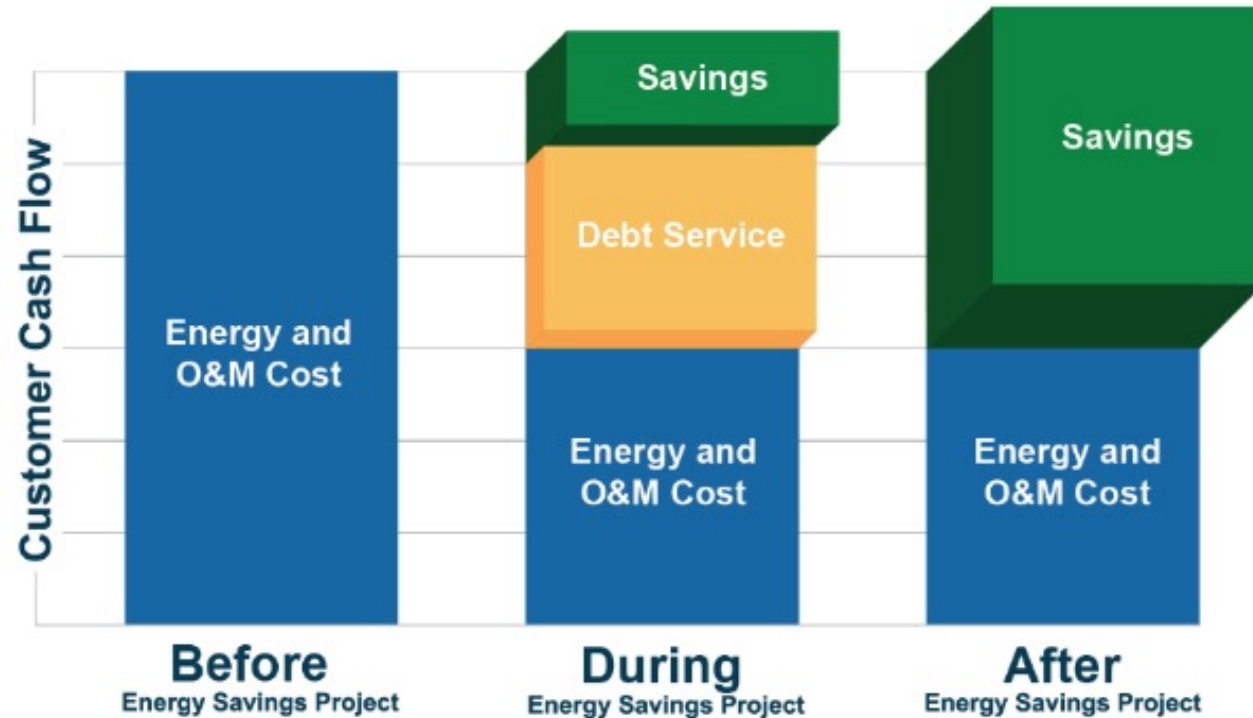 Customer Cash Flow
Energy and
O&M Cost
Savings
Debt Service
Energy and
O&M Cost
Savings
Energy and
O&M Cost
Before
Energy Savings Project
During
Energy Savings Project
After
Energy Savings Project